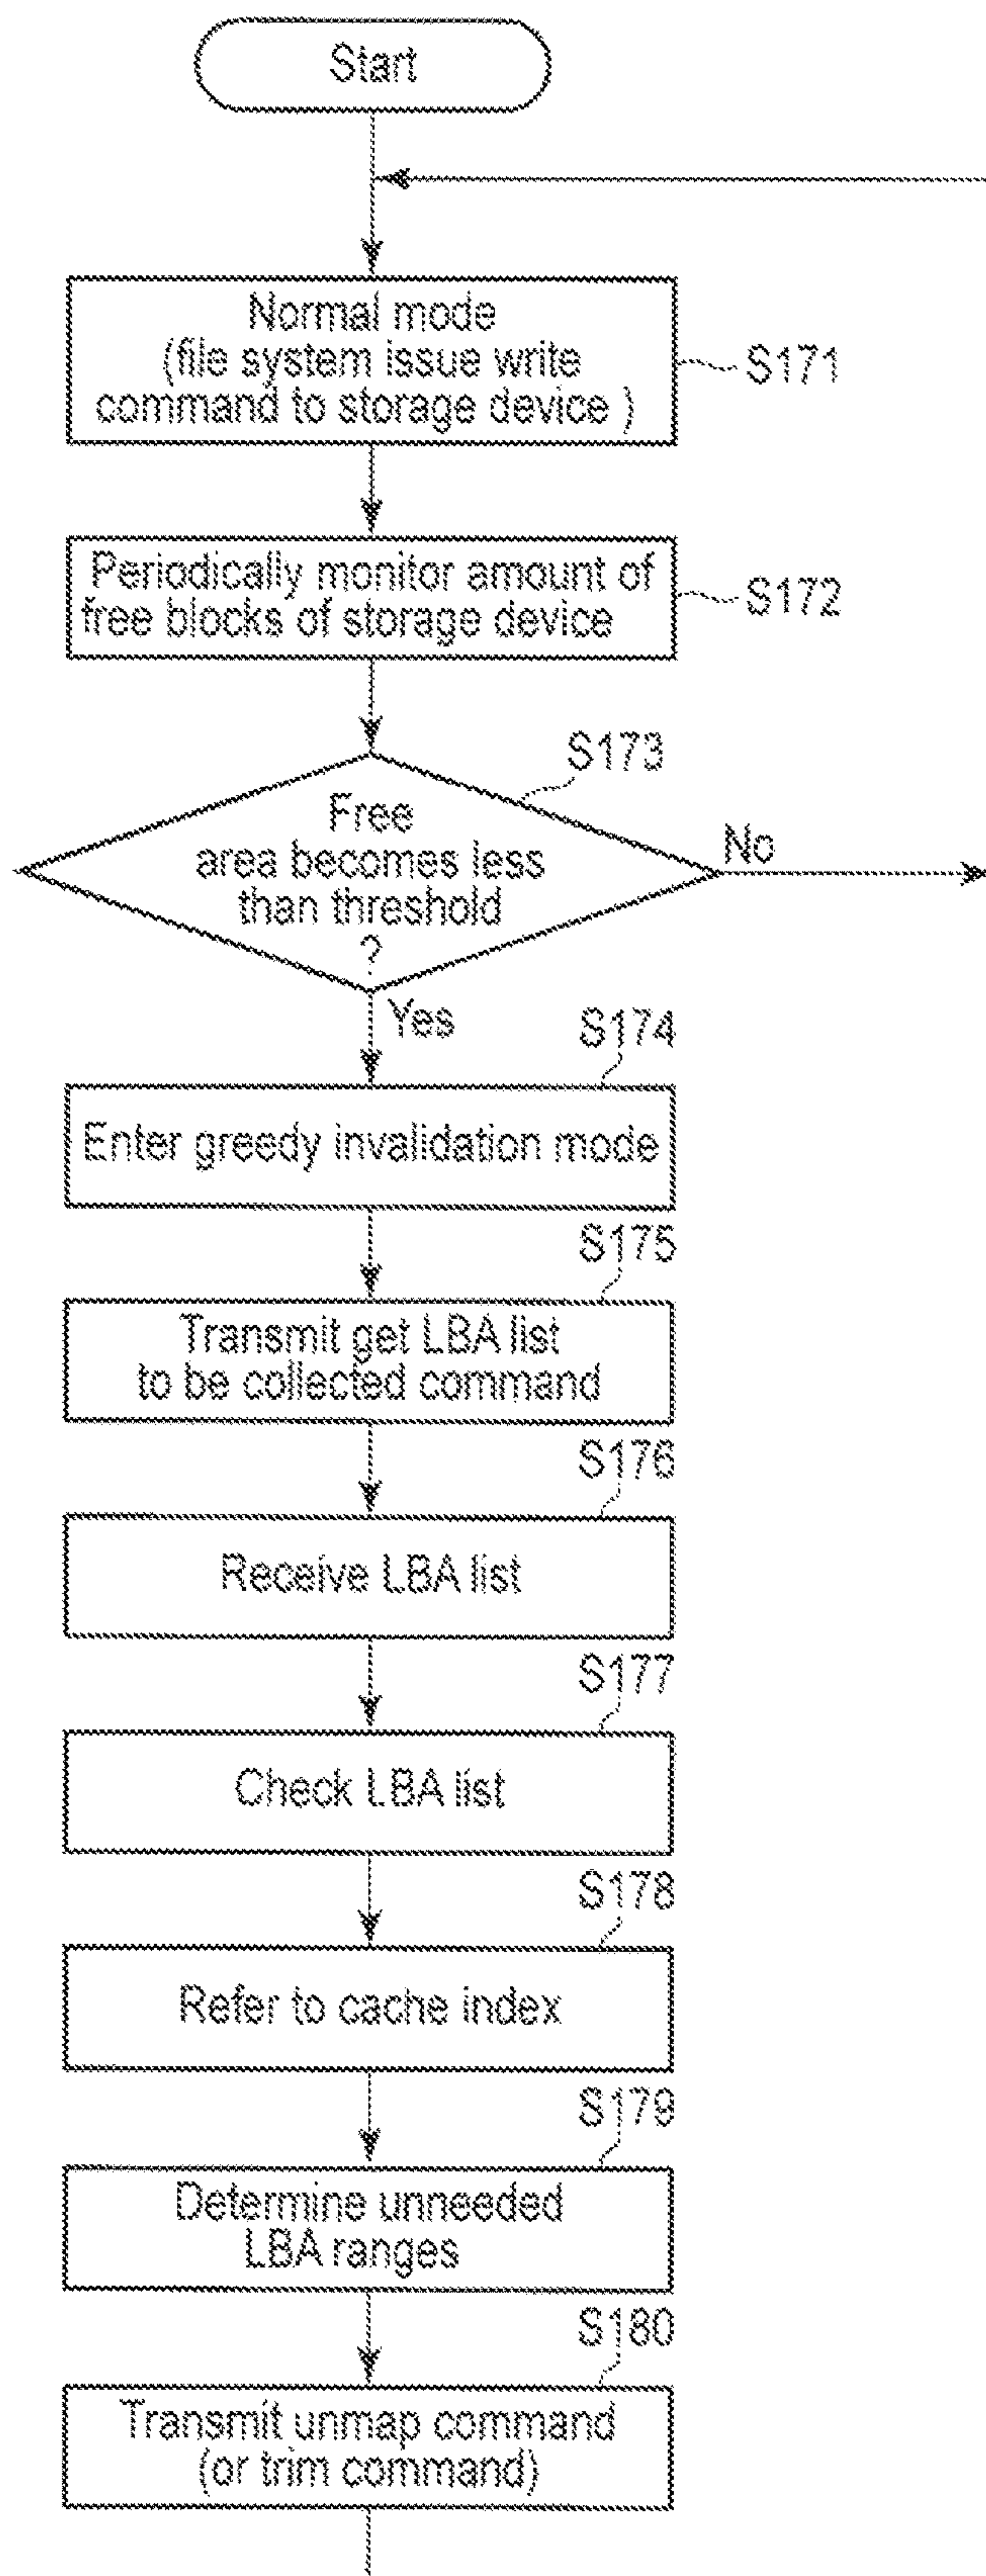 Start
Normal mode
(file system issue write
command to storage device )
S171
Periodically monitor amount of
free blocks of storage device
S172
S173
Free
area becomes less
than threshold
?
No
Yes
S174
Enter greedy invalidation mode
S175
Transmit get LBA list
to be collected command
S176
Receive LBA list
S177
Check LBA list
S178
Refer to cache index
S179
Determine unneeded
LBA ranges
S180
Transmit unmap command
(or trim command)